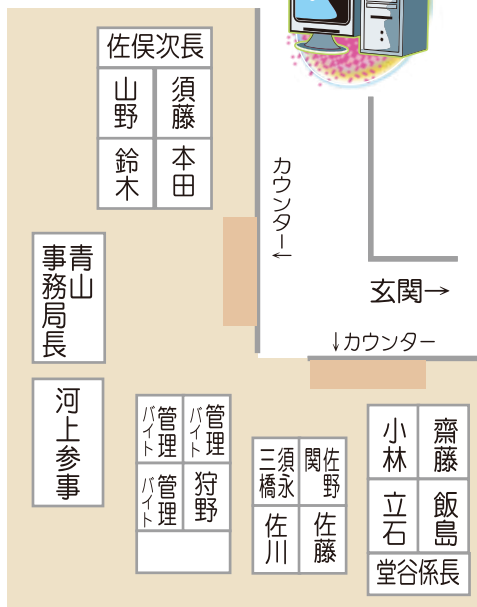 佐俣次長
山野
須藤
鈴木
本田
カウンター←
玄関→
↓カウンター
青山
事務局長
河上参事
管理
バイト
管理
バイト
管理
バイト
狩野
須永
三橋
佐野
関
佐川
佐藤
小林
齋藤
立石
飯島
堂谷係長